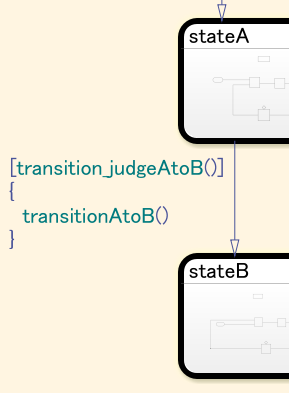 stateA
[transition_judgeAtoB()]
{
transitionAtoB()
}
stateB